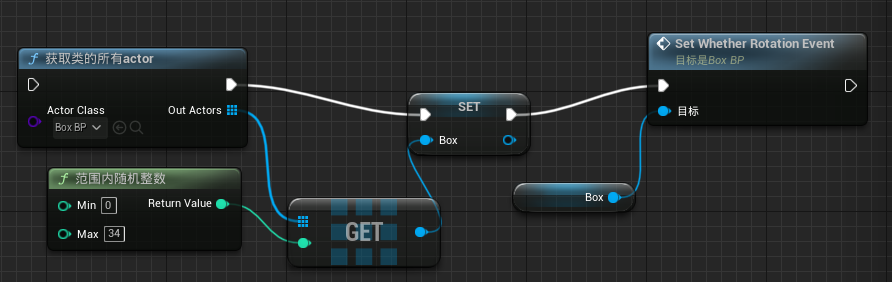 f 获取类的所有actor
Actor Class
Box BP
Out Actors
f 范围内随机整数
Min 0
Return Value
Max 34
GET
SET
Box
Box
Set Whether Rotation Event
目标是Box BP
目标